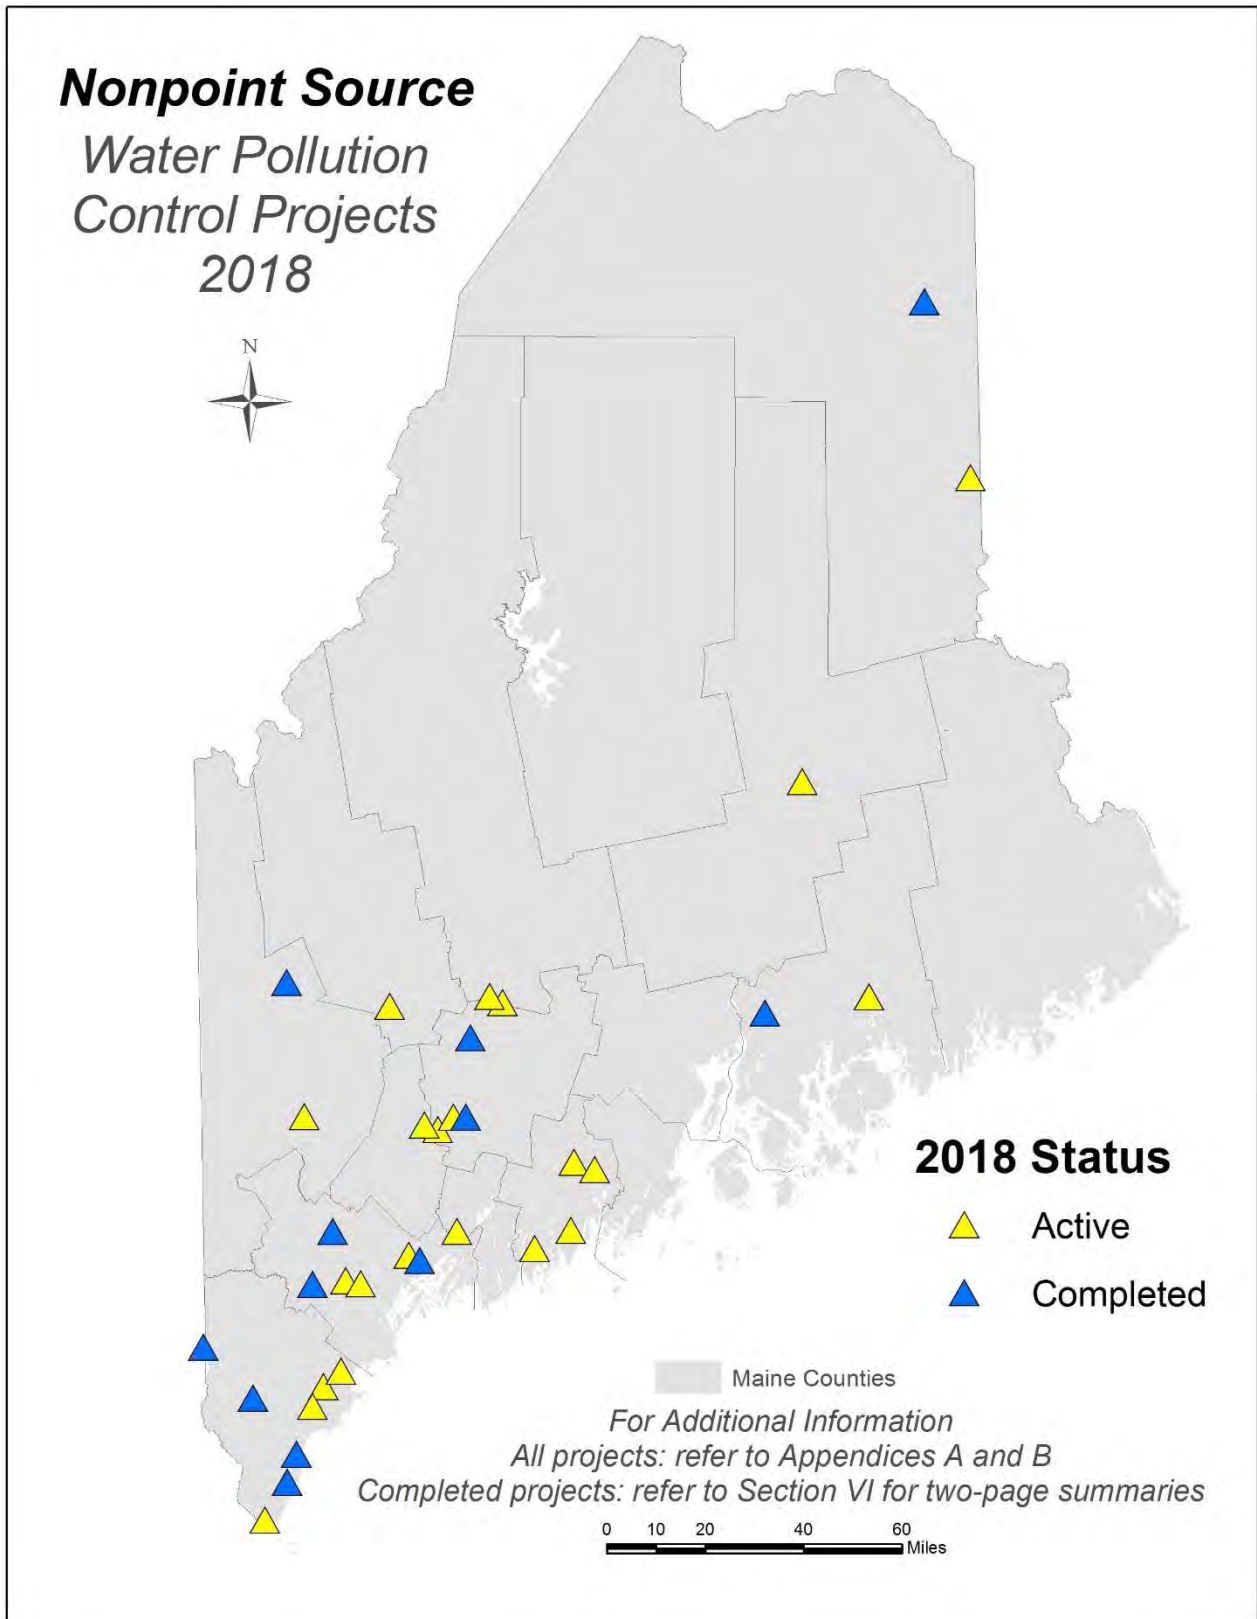 Nonpoint Source
Water Pollution
Control Projects
2018
N
2018 Status
Active
Completed
Maine Counties
For Additional Information
All projects: refer to Appendices A and B
Completed projects: refer to Section VI for two-page summaries
0 10 20 40 60
Miles